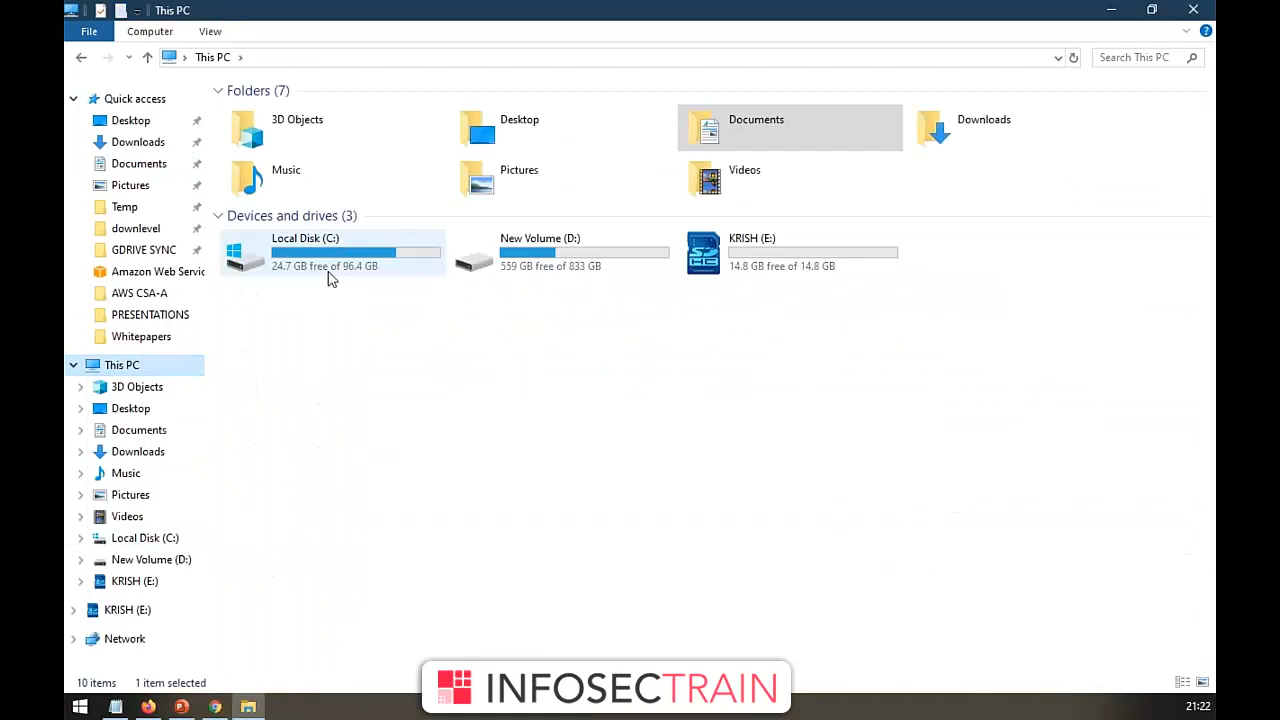 This PC
File
Computer
View
This PC
Search This PC
Quick access
Desktop
Downloads
Documents
Pictures
Temp
downlevel
GDRIVE SYNC
Amazon Web Servic
AWS CSA-A
PRESENTATIONS
Whitepapers
This PC
3D Objects
Desktop
Documents
Downloads
Music
Pictures
Videos
Local Disk (C:)
New Volume (D:)
KRISH (E:)
KRISH (E:)
Network
Folders (7)
3D Objects
Desktop
Documents
Downloads
Music
Pictures
Videos
Devices and drives (3)
Local Disk (C:)
24.7 GB free of 96.4 GB
New Volume (D:)
559 GB free of 833 GB
KRISH (E:)
14.8 GB free of 14.8 GB
10 items
1 item selected
INFOSECTRAIN
21:22